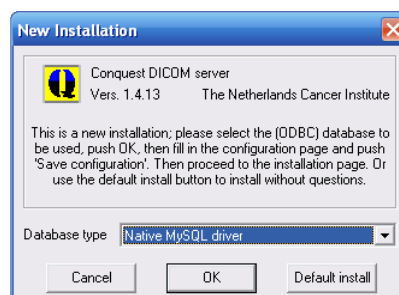 New Installation
Conquest DICOM server
Vers. 1.4.13 The Netherlands Cancer Institute
This is a new installation; please select the (ODBC) database to
be used, push OK, then fill in the configuration page and push
'Save configuration'. Then proceed to the installation page. Or
use the default install button to install without questions.
Database type Native MySQL driver
Cancel OK Default install